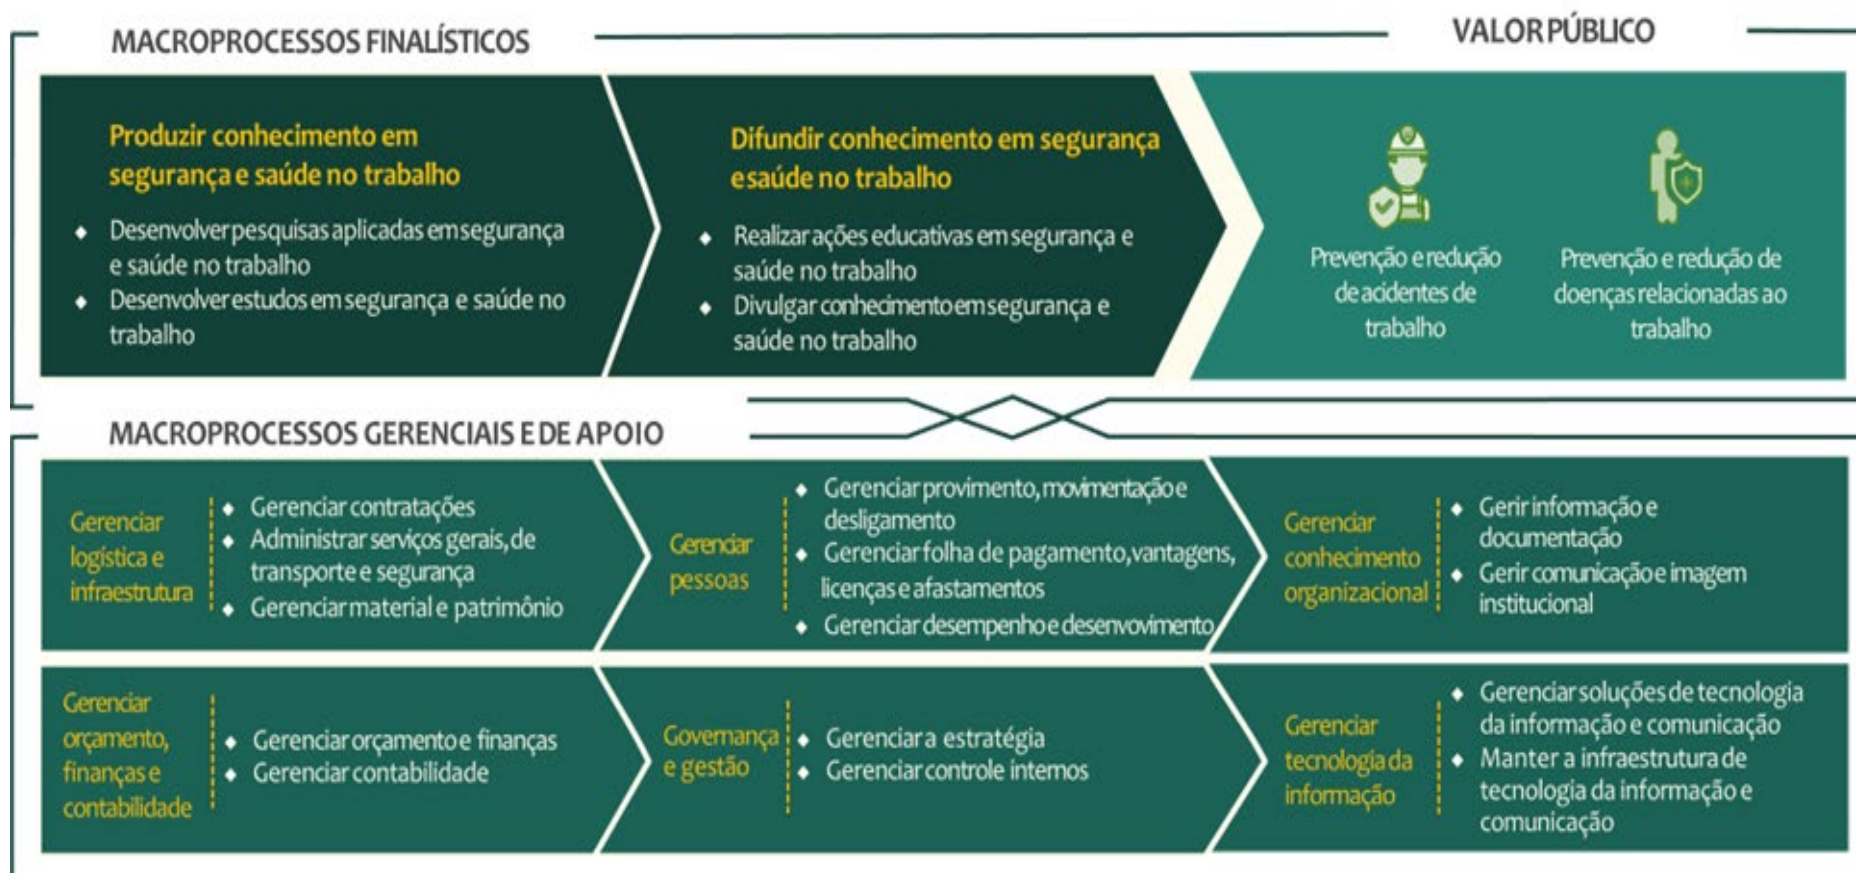 MACROPROCESSOS FINALÍSTICOS
VALOR PÚBLICO
Produzir conhecimento em
segurança e saúde no trabalho
◆ Desenvolver pesquisas aplicadas em segurança
e saúde no trabalho
◆ Desenvolver estudos em segurança e saúde no
trabalho
Difundir conhecimento em segurança
e saúde no trabalho
◆ Realizar ações educativas em segurança e
saúde no trabalho
◆ Divulgar conhecimento em segurança e
saúde no trabalho
Prevenção e redução
de acidentes de
trabalho
Prevenção e redução de
doenças relacionadas ao
trabalho
MACROPROCESSOS GERENCIAIS E DE APOIO
Gerenciar
logística e
infraestrutura
◆ Gerenciar contratações
◆ Administrar serviços gerais, de
transporte e segurança
◆ Gerenciar material e patrimônio
Gerenciar
pessoas
◆ Gerenciar provimento, movimentação e
desligamento
◆ Gerenciar folha de pagamento, vantagens,
licenças e afastamentos
◆ Gerenciar desempenho e desenvovimento
Gerenciar
conhecimento
organizacional
◆ Gerir informação e
documentação
◆ Gerir comunicação e imagem
institucional
Gerenciar
orçamento,
finanças e
contabilidade
◆ Gerenciar orçamento e finanças
◆ Gerenciar contabilidade
Governança
e gestão
◆ Gerenciar a estratégia
◆ Gerenciar controle internos
Gerenciar
tecnologia da
informação
◆ Gerenciar soluções de tecnologia
da informação e comunicação
◆ Manter a infraestrutura de
tecnologia da informação e
comunicação